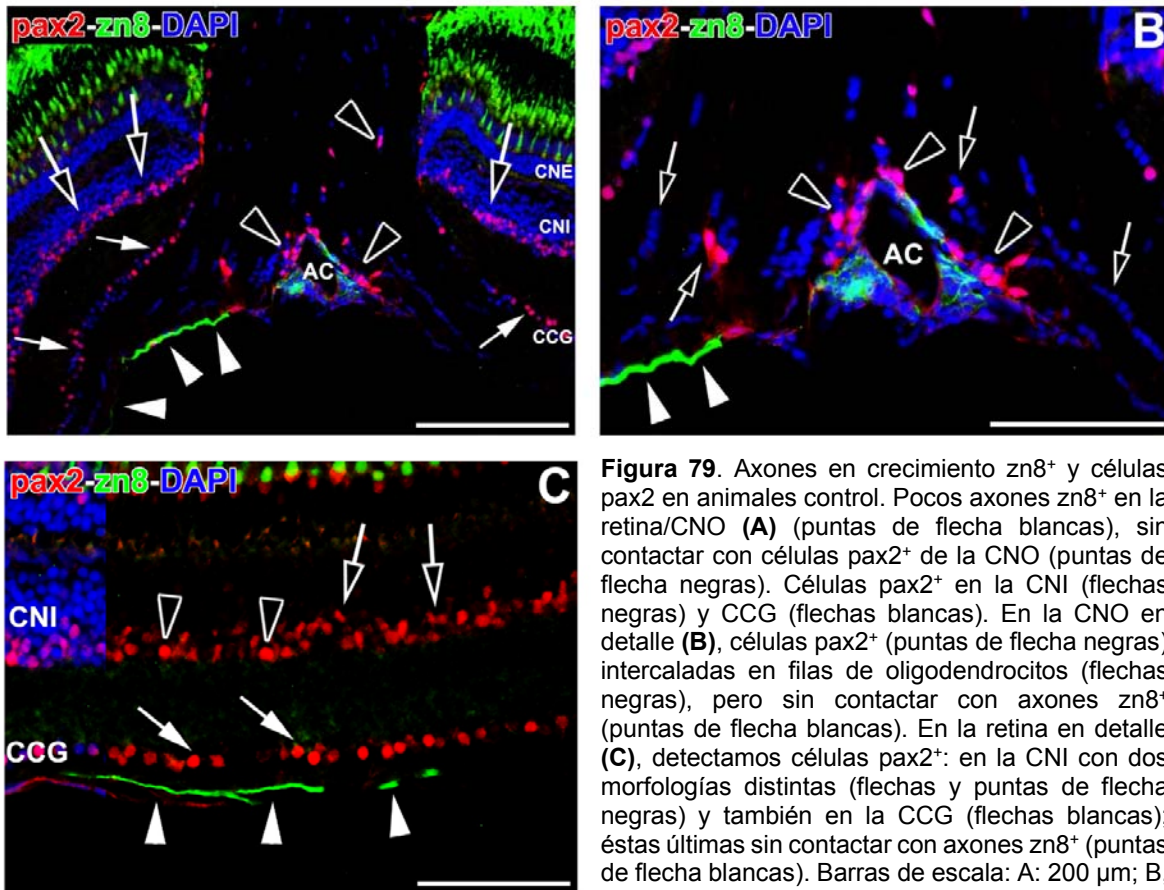 pax2-zn8-DAPI
CNE
CNI
AC
CCG
pax2-zn8-DAPI
B
AC
pax2-zn8-DAPI
C
CNI
CCG
Figura 79. Axones en crecimiento zn8⁺ y células
pax2 en animales control. Pocos axones zn8⁺ en la
retina/CNO (A) (puntas de flecha blancas), sin
contactar con células pax2⁺ de la CNO (puntas de
flecha negras). Células pax2⁺ en la CNI (flechas
negras) y CCG (flechas blancas). En la CNO en
detalle (B), células pax2⁺ (puntas de flecha negras)
intercaladas en filas de oligodendrocitos (flechas
negras), pero sin contactar con axones zn8⁺
(puntas de flecha blancas). En la retina en detalle
(C), detectamos células pax2⁺: en la CNI con dos
morfologías distintas (flechas y puntas de flecha
negras) y también en la CCG (flechas blancas);
éstas últimas sin contactar con axones zn8⁺ (puntas
de flecha blancas). Barras de escala: A: 200 µm; B,